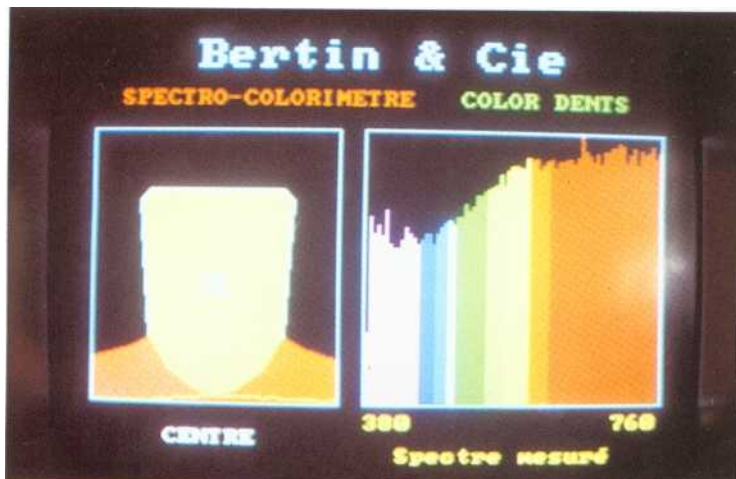 Bertin & Cie
SPECTRO-COLORIMETRE COLOR DENTS
380 760
CENTRE
Spectre mesuré